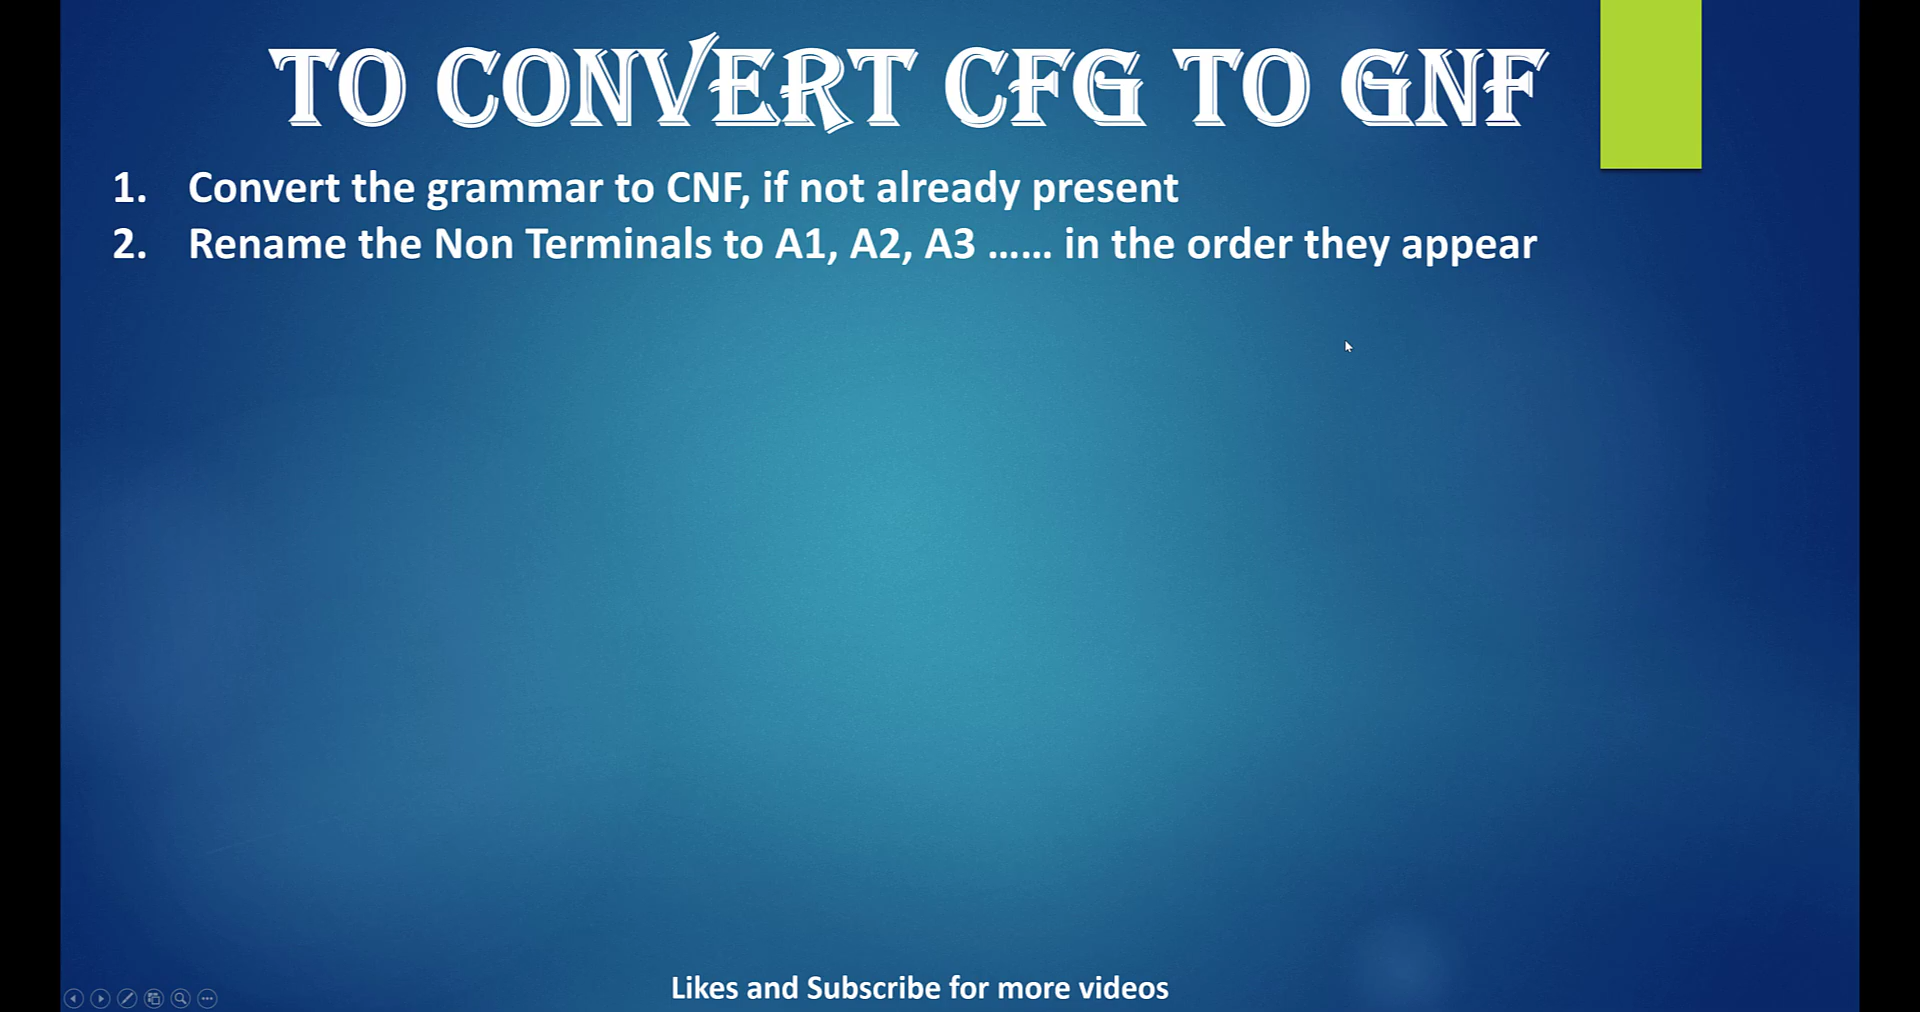 TO CONVERT CFG TO GNF
1. Convert the grammar to CNF, if not already present
2. Rename the Non Terminals to A1, A2, A3 ...... in the order they appear
Likes and Subscribe for more videos